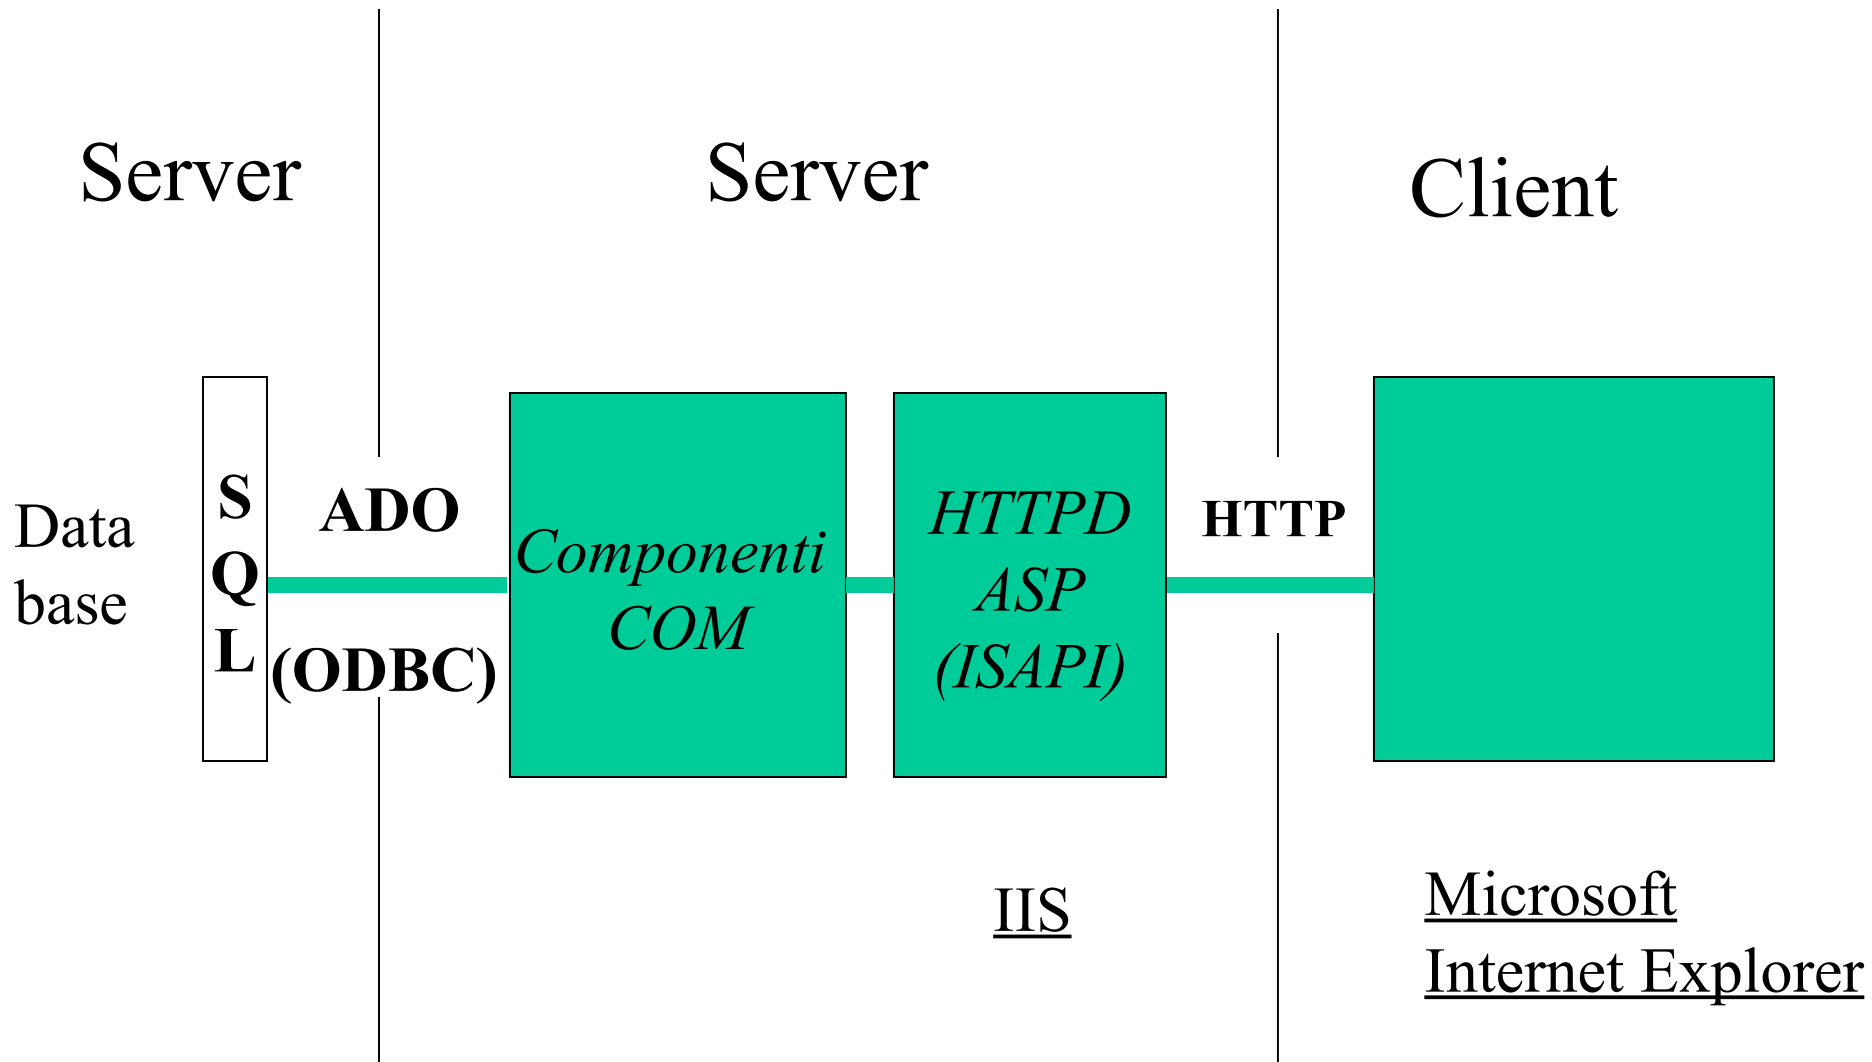 Server
Server
Client
Data
base
S
Q
L
ADO
(ODBC)
Componenti
COM
HTTPD
ASP
(ISAPI)
HTTP
IIS
Microsoft
Internet Explorer